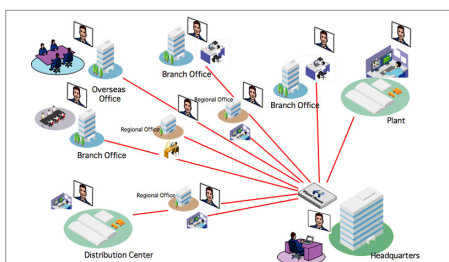 Overseas
Office
Branch Office
Regional Office
Branch Office
Plant
Regional Office
Branch Office
Regional Office
Distribution Center
Headquarters